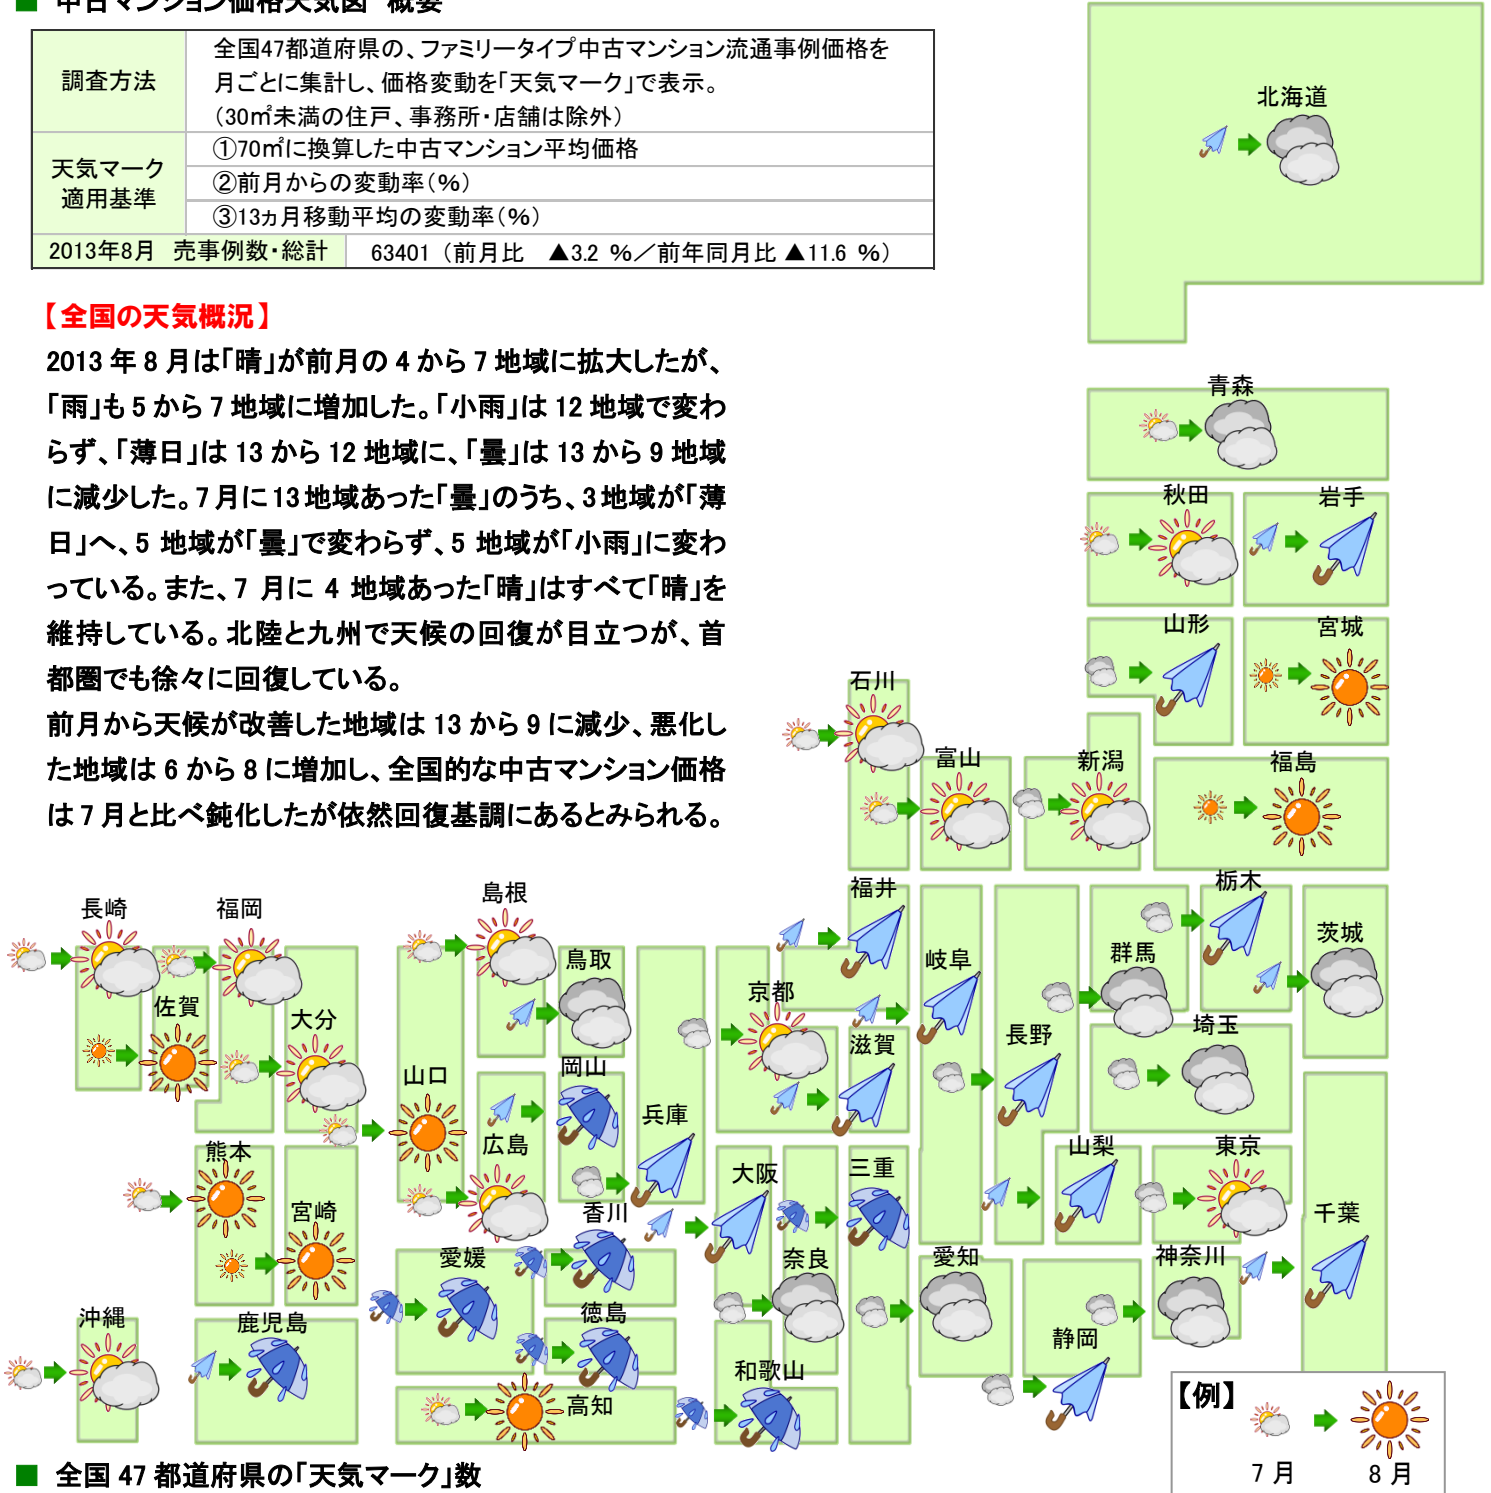 ■ 中古マンション価格天気図 概要
調査方法
全国47都道府県の、ファミリータイプ中古マンション流通事例価格を
月ごとに集計し、価格変動を「天気マーク」で表示。
（30㎡未満の住戸、事務所・店舗は除外）
天気マーク
適用基準
①70㎡に換算した中古マンション平均価格
②前月からの変動率（%）
③13ヵ月移動平均の変動率（%）
2013年8月 売事例数・総計 63401（前月比 ▲3.2 %／前年同月比 ▲11.6 %）
【全国の天気概況】
2013 年 8 月は「晴」が前月の 4 から 7 地域に拡大したが、
「雨」も 5 から 7 地域に増加した。「小雨」は 12 地域で変わ
らず、「薄日」は 13 から 12 地域に、「曇」は 13 から 9 地域
に減少した。7 月に 13 地域あった「曇」のうち、3 地域が「薄
日」へ、5 地域が「曇」で変わらず、5 地域が「小雨」に変わ
っている。また、7 月に 4 地域あった「晴」はすべて「晴」を
維持している。北陸と九州で天候の回復が目立つが、首
都圏でも徐々に回復している。
前月から天候が改善した地域は 13 から 9 に減少、悪化し
た地域は 6 から 8 に増加し、全国的な中古マンション価格
は 7 月と比べ鈍化したが依然回復基調にあるとみられる。
北海道
青森
秋田
岩手
山形
宮城
石川
富山
新潟
福島
福井
栃木
島根
長崎
福岡
茨城
群馬
岐阜
鳥取
京都
佐賀
大分
埼玉
長野
滋賀
岡山
山口
兵庫
広島
熊本
山梨
東京
三重
大阪
香川
宮崎
千葉
愛媛
奈良
愛知
神奈川
沖縄
鹿児島
徳島
静岡
和歌山
高知
【例】
7 月
8 月
■ 全国 47 都道府県の「天気マーク」数